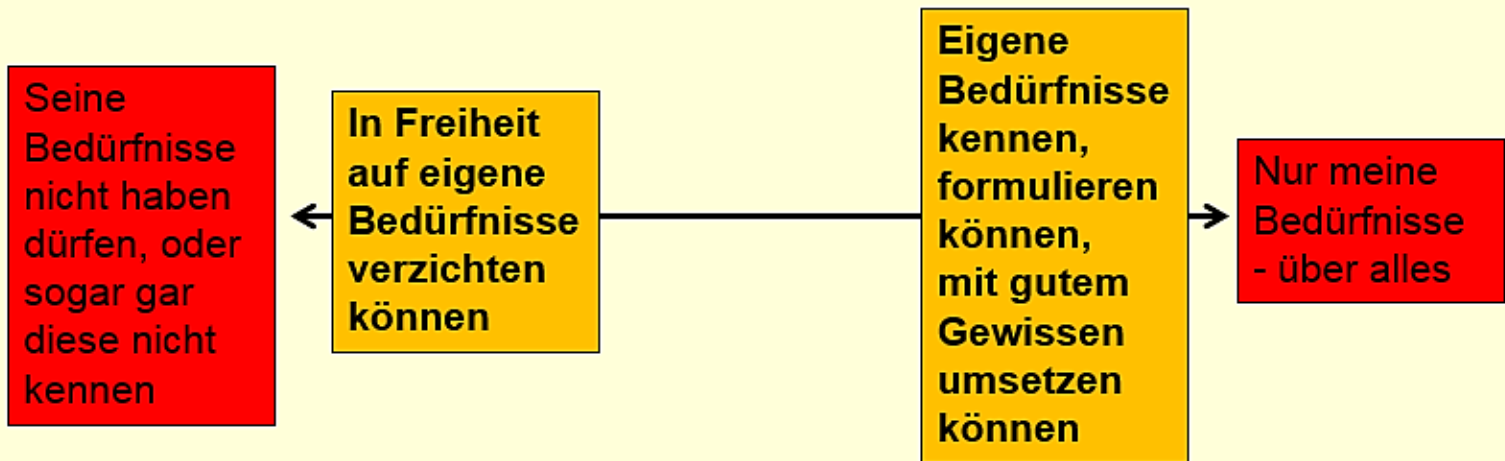 Seine
Bedürfnisse
nicht haben
dürfen, oder
sogar gar
diese nicht
kennen
In Freiheit
auf eigene
Bedürfnisse
verzichten
können
Eigene
Bedürfnisse
kennen,
formulieren
können,
mit gutem
Gewissen
umsetzen
können
Nur meine
Bedürfnisse
- über alles